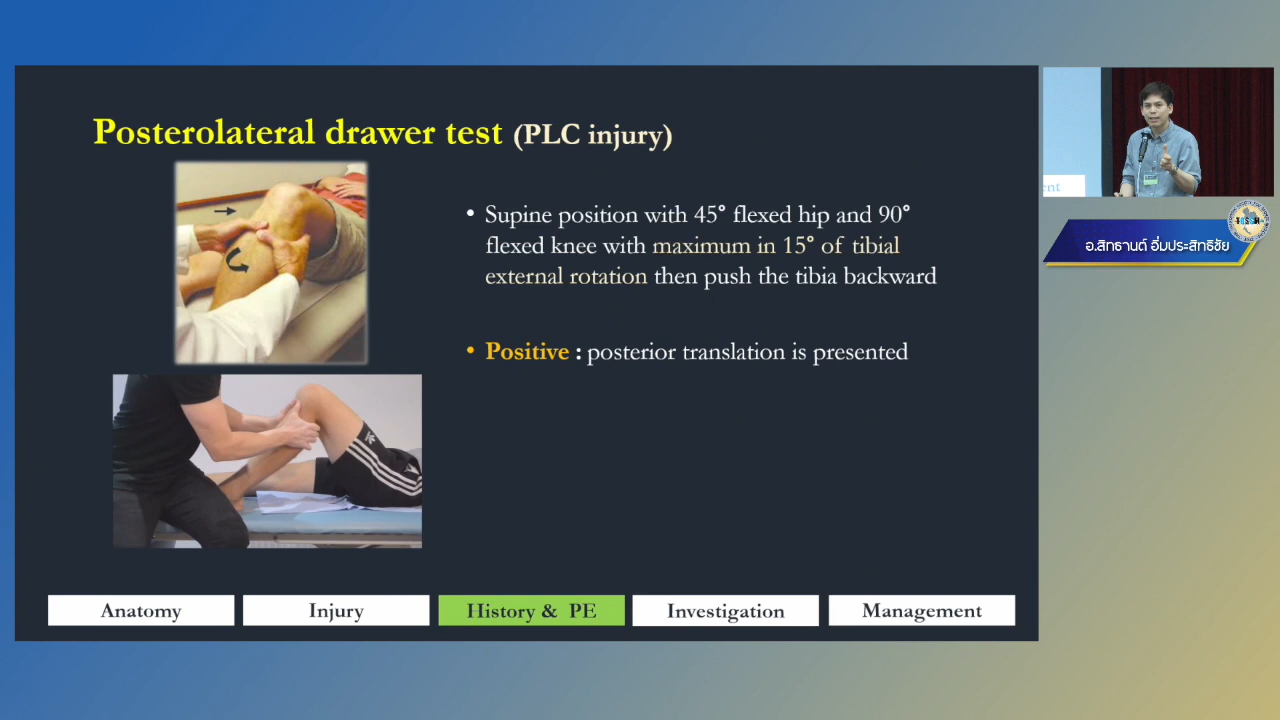 Posterolateral drawer test (PLC injury)
• Supine position with 45° flexed hip and 90°
flexed knee with maximum in 15° of tibial
external rotation then push the tibia backward
• Positive : posterior translation is presented
อ.สิทธานต์ อิ่มประสิทธิชัย
Anatomy
Injury
History & PE
Investigation
Management